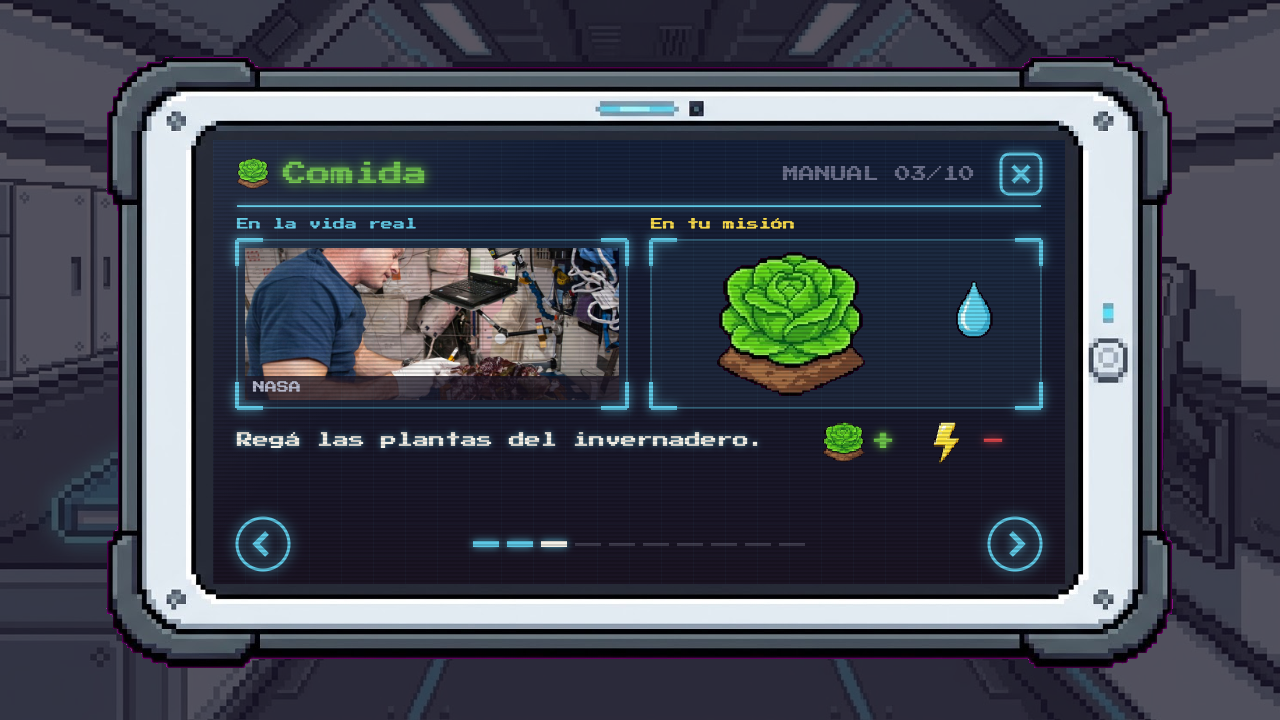 Comida
MANUAL 03/10
En la vida real
En tu misión
NASA
Regá las plantas del invernadero.